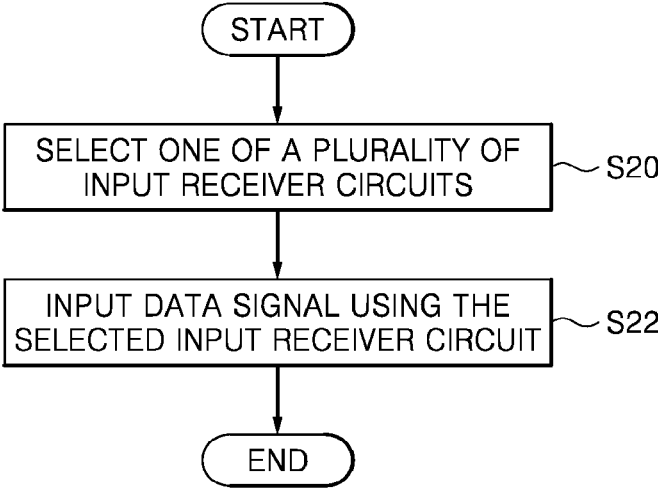 START
SELECT ONE OF A PLURALITY OF
INPUT RECEIVER CIRCUITS
S20
INPUT DATA SIGNAL USING THE
SELECTED INPUT RECEIVER CIRCUIT
S22
END